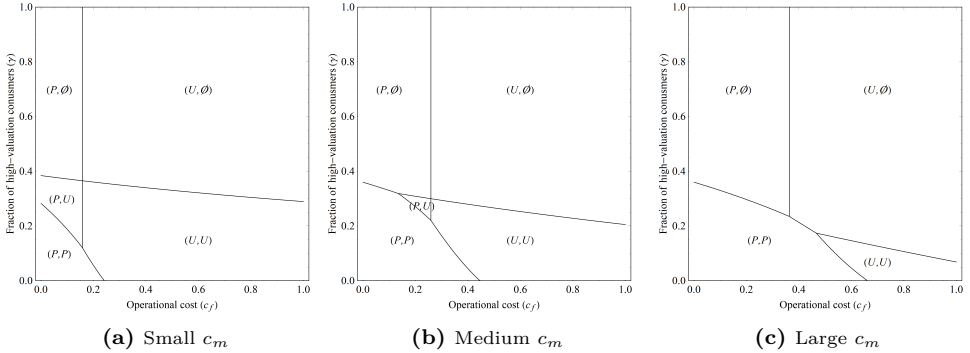 1.0
0.8
0.6
0.4
0.2
0.0
Fraction of high-valuation conusmers (γ)
(P,Ø)
(U,Ø)
(P,U)
(P,P)
(U,U)
0.0 0.2 0.4 0.6 0.8 1.0
Operational cost (c_f)
(a) Small c_m
1.0
0.8
0.6
0.4
0.2
0.0
Fraction of high-valuation conusmers (γ)
(P,Ø)
(U,Ø)
(P,U)
(P,P)
(U,U)
0.0 0.2 0.4 0.6 0.8 1.0
Operational cost (c_f)
(b) Medium c_m
1.0
0.8
0.6
0.4
0.2
0.0
Fraction of high-valuation conusmers (γ)
(P,Ø)
(U,Ø)
(P,P)
(U,U)
0.0 0.2 0.4 0.6 0.8 1.0
Operational cost (c_f)
(c) Large c_m